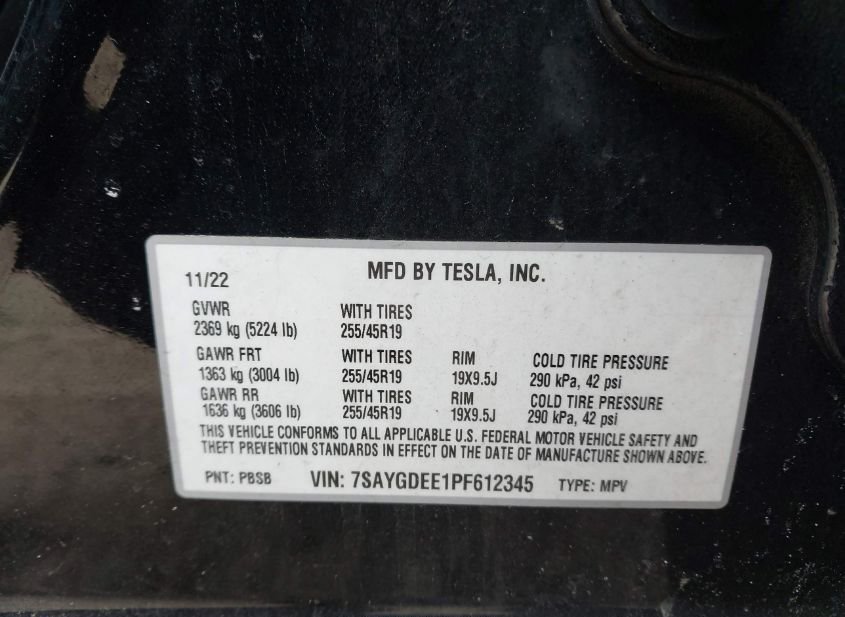 11/22 MFD BY TESLA, INC.
GVWR WITH TIRES
2369 kg (5224 lb) 255/45R19
GAWR FRT WITH TIRES RIM COLD TIRE PRESSURE
1363 kg (3004 lb) 255/45R19 19X9.5J 290 kPa, 42 psi
GAWR RR WITH TIRES RIM COLD TIRE PRESSURE
1636 kg (3606 lb) 255/45R19 19X9.5J 290 kPa, 42 psi
THIS VEHICLE CONFORMS TO ALL APPLICABLE U.S. FEDERAL MOTOR VEHICLE SAFETY AND
THEFT PREVENTION STANDARDS IN EFFECT ON THE DATE OF MANUFACTURE SHOWN ABOVE.
PNT: PBSB VIN: 7SAYGDEE1PF612345 TYPE: MPV